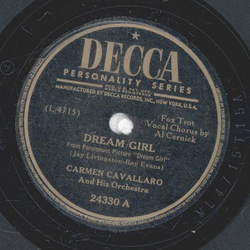 DECCA
PERSONALITY SERIES
MANUFACTURED BY DECCA RECORDS, INC., NEW YORK, U.S.A.
(L/4715)
Fox Trot
Vocal Chorus by
Al Cernick
DREAM GIRL
From Paramount Picture "Dream Girl"
(Jay Livingston-Ray Evans)
CARMEN CAVALLARO
And His Orchestra
24330 A